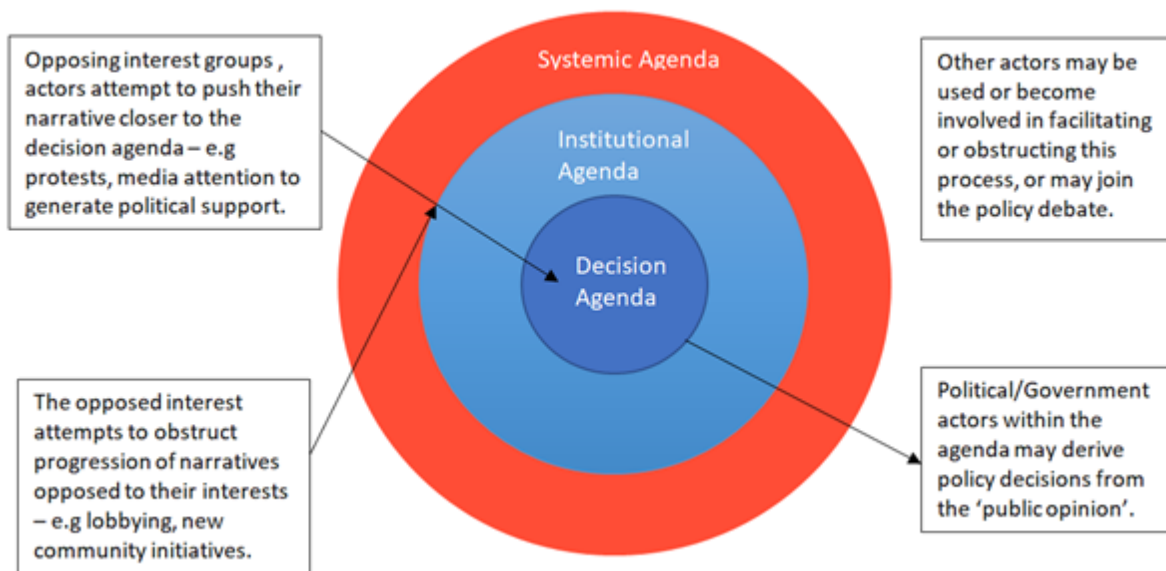 Opposing interest groups ,
actors attempt to push their
narrative closer to the
decision agenda – e.g
protests, media attention to
generate political support.
Systemic Agenda
Other actors may be
used or become
involved in facilitating
or obstructing this
process, or may join
the policy debate.
Institutional
Agenda
Decision
Agenda
The opposed interest
attempts to obstruct
progression of narratives
opposed to their interests
– e.g lobbying, new
community initiatives.
Political/Government
actors within the
agenda may derive
policy decisions from
the ‘public opinion’.